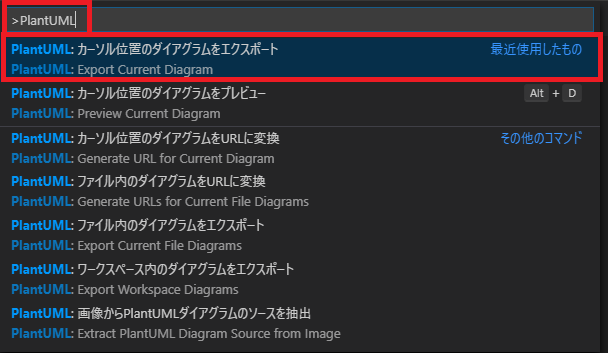 >PlantUML
PlantUML: カーソル位置のダイアグラムをエクスポート 最近使用したもの
PlantUML: Export Current Diagram
PlantUML: カーソル位置のダイアグラムをプレビュー Alt + D
PlantUML: Preview Current Diagram
PlantUML: カーソル位置のダイアグラムをURLに変換 その他のコマンド
PlantUML: Generate URL for Current Diagram
PlantUML: ファイル内のダイアグラムをURLに変換
PlantUML: Generate URLs for Current File Diagrams
PlantUML: ファイル内のダイアグラムをエクスポート
PlantUML: Export Current File Diagrams
PlantUML: ワークスペース内のダイアグラムをエクスポート
PlantUML: Export Workspace Diagrams
PlantUML: 画像からPlantUMLダイアグラムのソースを抽出
PlantUML: Extract PlantUML Diagram Source from Image